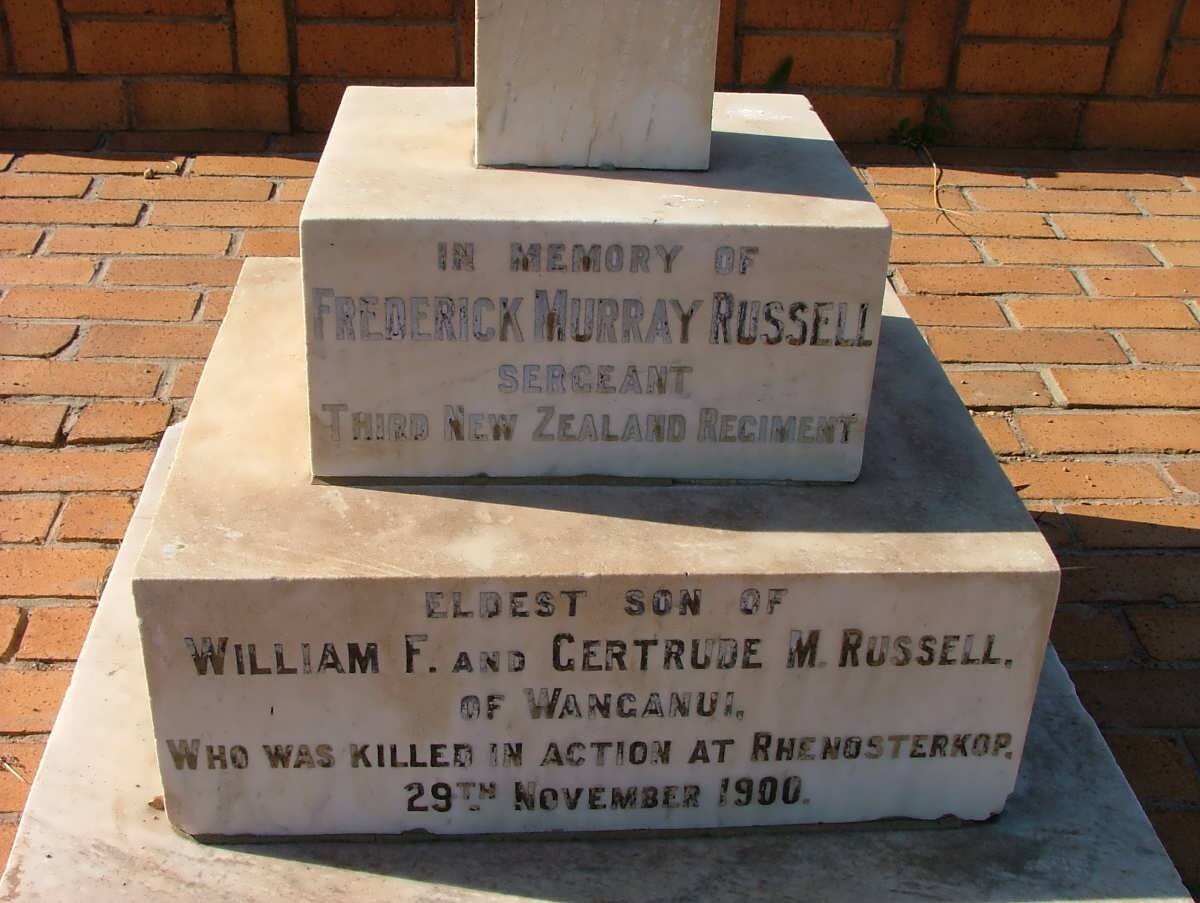 IN MEMORY OF
FREDERICK MURRAY RUSSELL
SERGEANT,
THIRD NEW ZEALAND REGIMENT
ELDEST SON OF
WILLIAM F. AND GERTRUDE M. RUSSELL,
OF WANGANUI,
WHO WAS KILLED IN ACTION AT RHENOSTERKOP,
29TH NOVEMBER 1900.